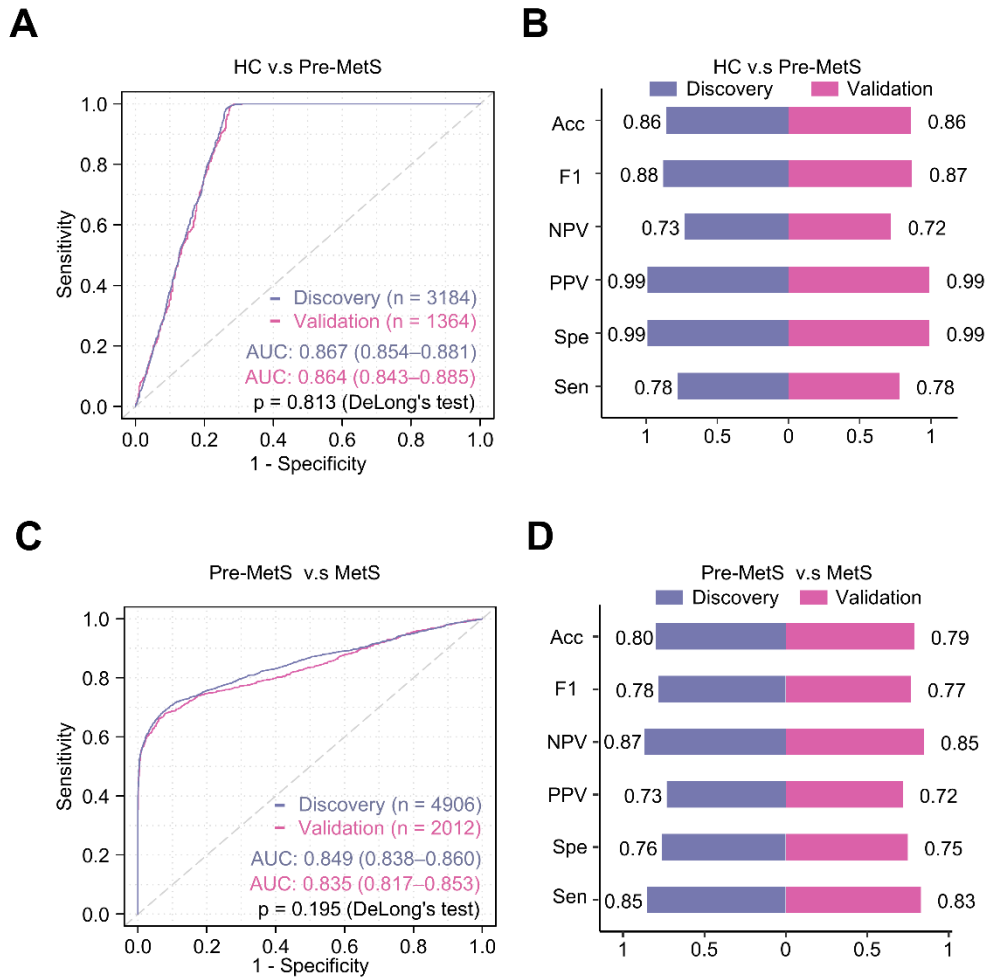 A
HC v.s Pre-MetS
1.0
0.8
0.6
0.4
0.2
0.0
Sensitivity
Discovery (n = 3184)
Validation (n = 1364)
AUC: 0.867 (0.854–0.881)
AUC: 0.864 (0.843–0.885)
p = 0.813 (DeLong's test)
0.0 0.2 0.4 0.6 0.8 1.0
1 - Specificity
B
HC vs Pre-MetS
Discovery Validation
Acc 0.86 0.86
F1 0.88 0.87
NPV 0.73 0.72
PPV 0.99 0.99
Spe 0.99 0.99
Sen 0.78 0.78
1 0.5 0 0.5 1
C
Pre-MetS v.s MetS
1.0
0.8
0.6
0.4
0.2
0.0
Sensitivity
Discovery (n = 4906)
Validation (n = 2012)
AUC: 0.849 (0.838–0.860)
AUC: 0.835 (0.817–0.853)
p = 0.195 (DeLong's test)
0.0 0.2 0.4 0.6 0.8 1.0
1 - Specificity
D
Pre-MetS v.s MetS
Discovery Validation
Acc 0.80 0.79
F1 0.78 0.77
NPV 0.87 0.85
PPV 0.73 0.72
Spe 0.76 0.75
Sen 0.85 0.83
1 0.5 0 0.5 1